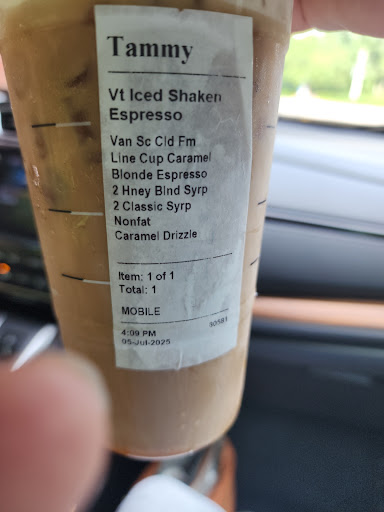 Tammy
Vt Iced Shaken
Espresso
Van Sc Cld Fm
Line Cup Caramel
Blonde Espresso
2 Hney Blnd Syrp
2 Classic Syrp
Nonfat
Caramel Drizzle
Item: 1 of 1
Total: 1
MOBILE
4:09 PM
05-Jul-2025